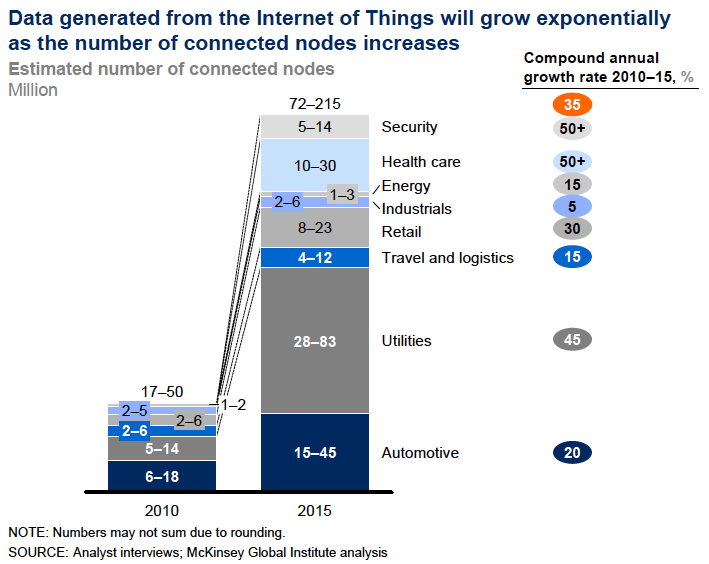 Data generated from the Internet of Things will grow exponentially
as the number of connected nodes increases
Estimated number of connected nodes
Million
Compound annual
growth rate 2010–15, %
72–215
35
5–14
Security
50+
10–30
Health care
50+
1–3
Energy
15
2–6
Industrials
5
8–23
Retail
30
4–12
Travel and logistics
15
28–83
Utilities
45
17–50
1–2
2–5
2–6
2–6
5–14
6–18
15–45
Automotive
20
2010
2015
NOTE: Numbers may not sum due to rounding.
SOURCE: Analyst interviews; McKinsey Global Institute analysis